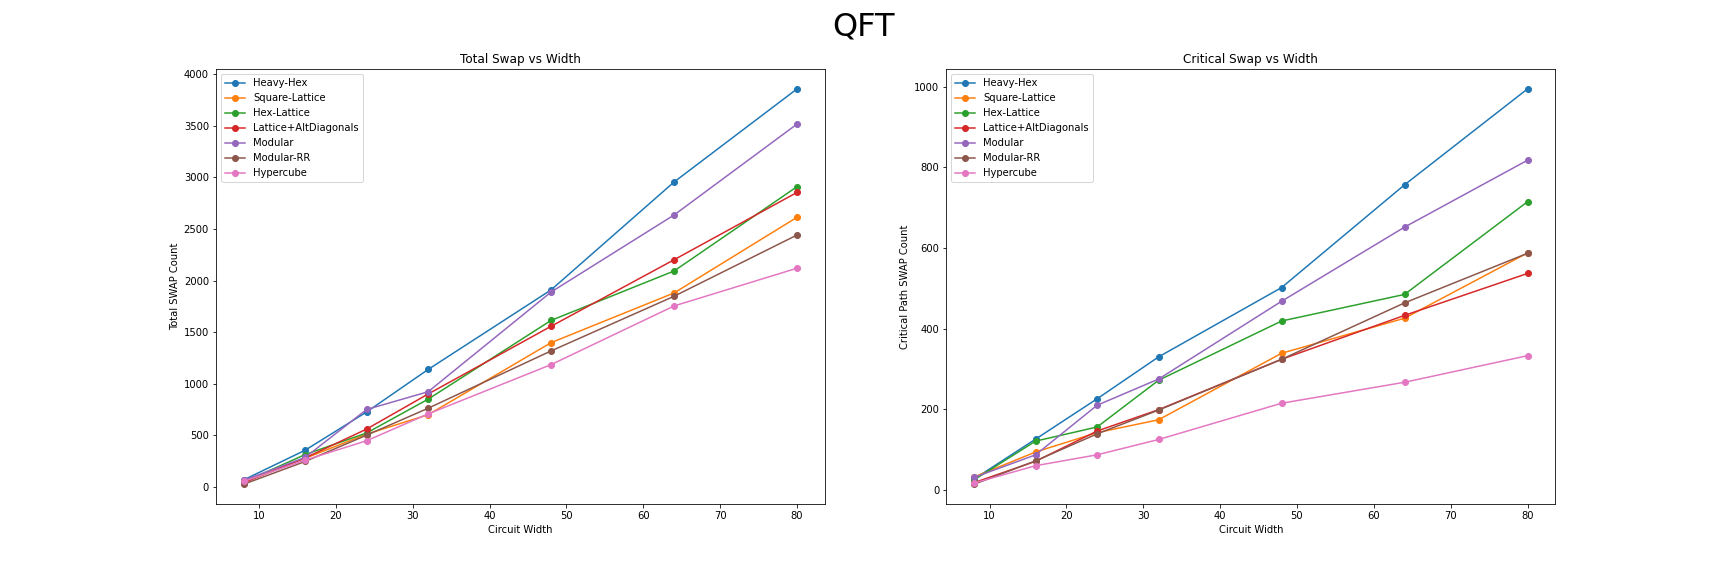 QFT
Total Swap vs Width
4000
3500
3000
2500
2000
1500
1000
500
0
Total SWAP Count
Heavy-Hex
Square-Lattice
Hex-Lattice
Lattice+AltDiagonals
Modular
Modular-RR
Hypercube
10 20 30 40 50 60 70 80
Circuit Width
Critical Swap vs Width
1000
800
600
400
200
0
Critical Path SWAP Count
Heavy-Hex
Square-Lattice
Hex-Lattice
Lattice+AltDiagonals
Modular
Modular-RR
Hypercube
10 20 30 40 50 60 70 80
Circuit Width